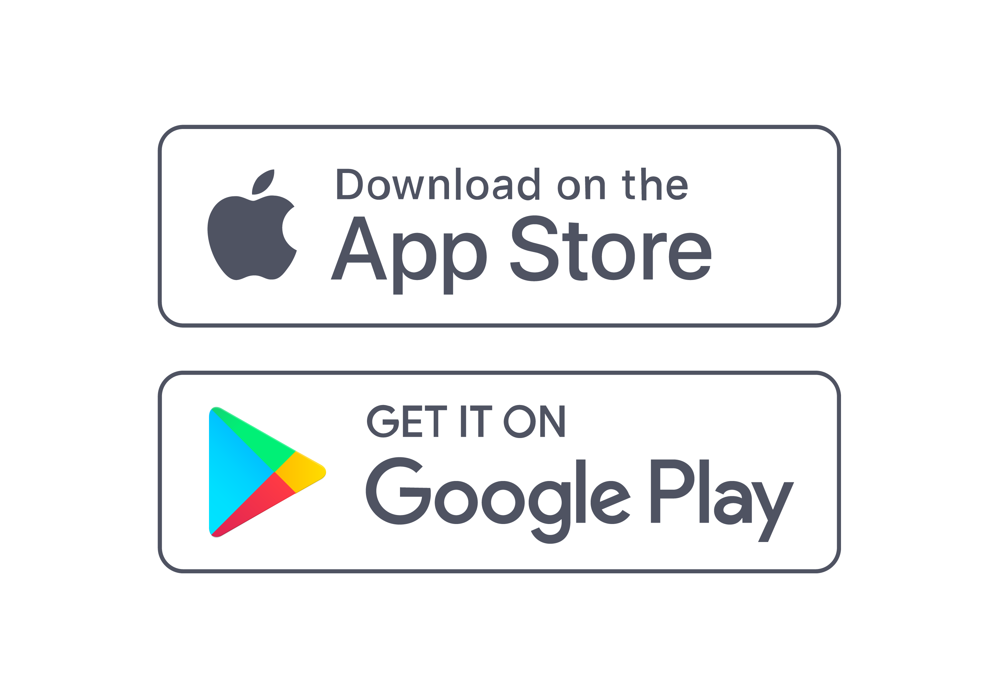 Download on the
App Store
GET IT ON
Google Play